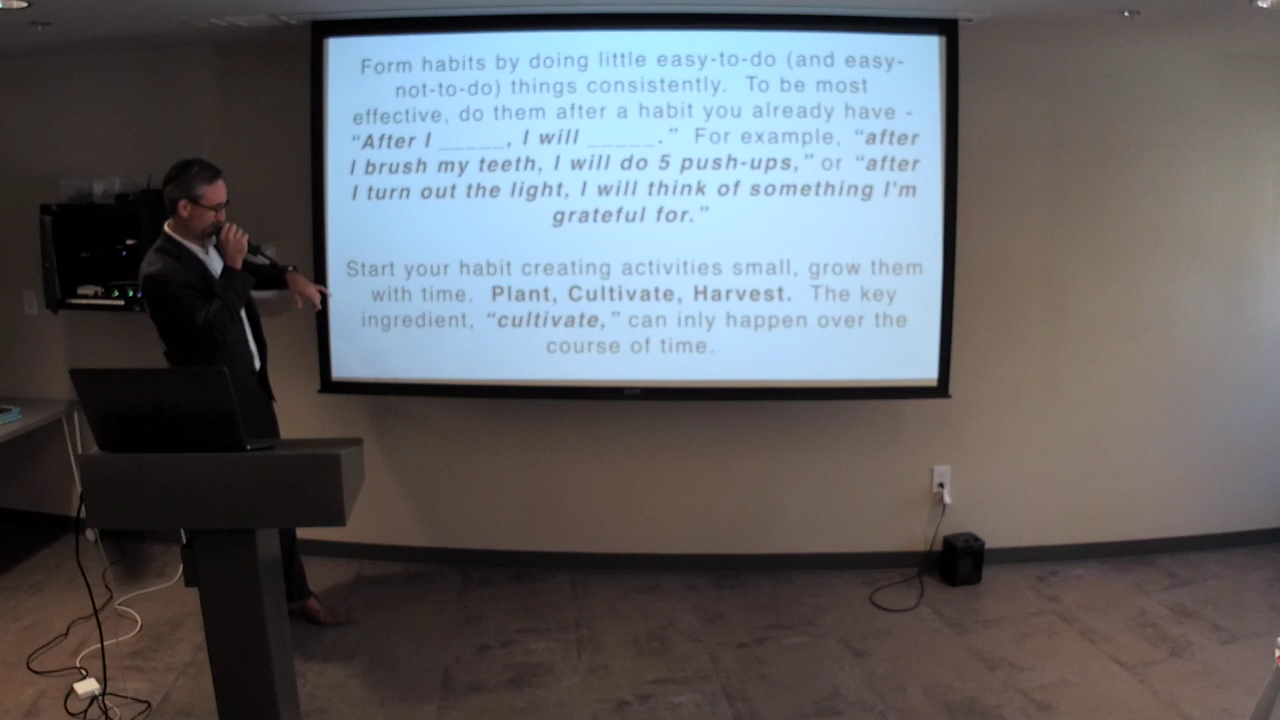 Form habits by doing little easy-to-do (and easy-
not-to-do) things consistently. To be most
effective, do them after a habit you already have -
“After I _____, I will _____.” For example, “after
I brush my teeth, I will do 5 push-ups,” or “after
I turn out the light, I will think of something I'm
grateful for.”
Start your habit creating activities small, grow them
with time. Plant, Cultivate, Harvest. The key
ingredient, “cultivate,” can inly happen over the
course of time.